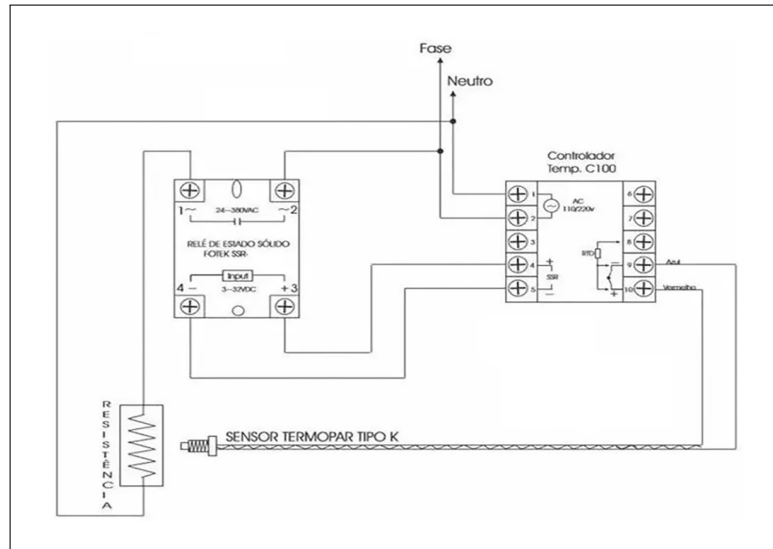 Fase
Neutro
Controlador
Temp. C100
1 ~ 24--380VAC ~ 2
RELÉ DE ESTADO SÓLIDO
FOTEK SSR-
Input
4 - 3--32VDC + 3
1
AC
110/220v
6
2
7
3
8
RTD
4 +
SSR
5 -
- 9 Azul
+ 10 Vermelho
RESISTÊNCIA
SENSOR TERMOPAR TIPO K